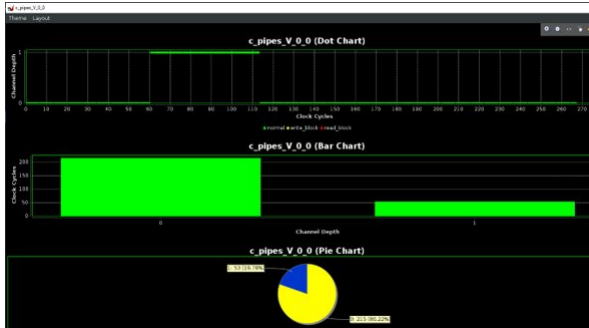 c_pipes_V_0_0
Theme Layout
c_pipes_V_0_0 (Dot Chart)
Channel Depth
1
0
0 10 20 30 40 50 60 70 80 90 100 110 120 130 140 150 160 170 180 190 200 210 220 230 240 250 260 270
Clock Cycles
normal write_block read_block
c_pipes_V_0_0 (Bar Chart)
Clock Cycles
200
150
100
50
0
0 1
Channel Depth
c_pipes_V_0_0 (Pie Chart)
1: 53 (19.78%)
0: 215 (80.22%)